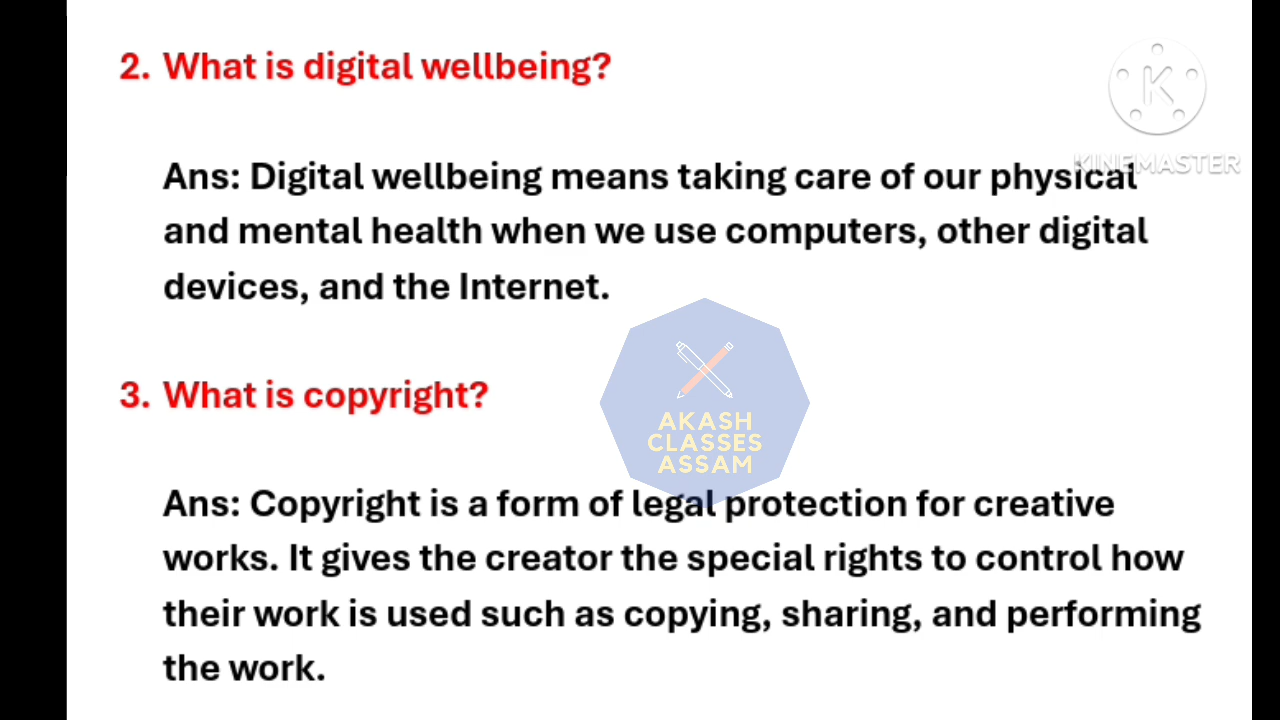 2. What is digital wellbeing?
K
KINEMASTER
Ans: Digital wellbeing means taking care of our physical
and mental health when we use computers, other digital
devices, and the Internet.
3. What is copyright?
AKASH
CLASSES
ASSAM
Ans: Copyright is a form of legal protection for creative
works. It gives the creator the special rights to control how
their work is used such as copying, sharing, and performing
the work.